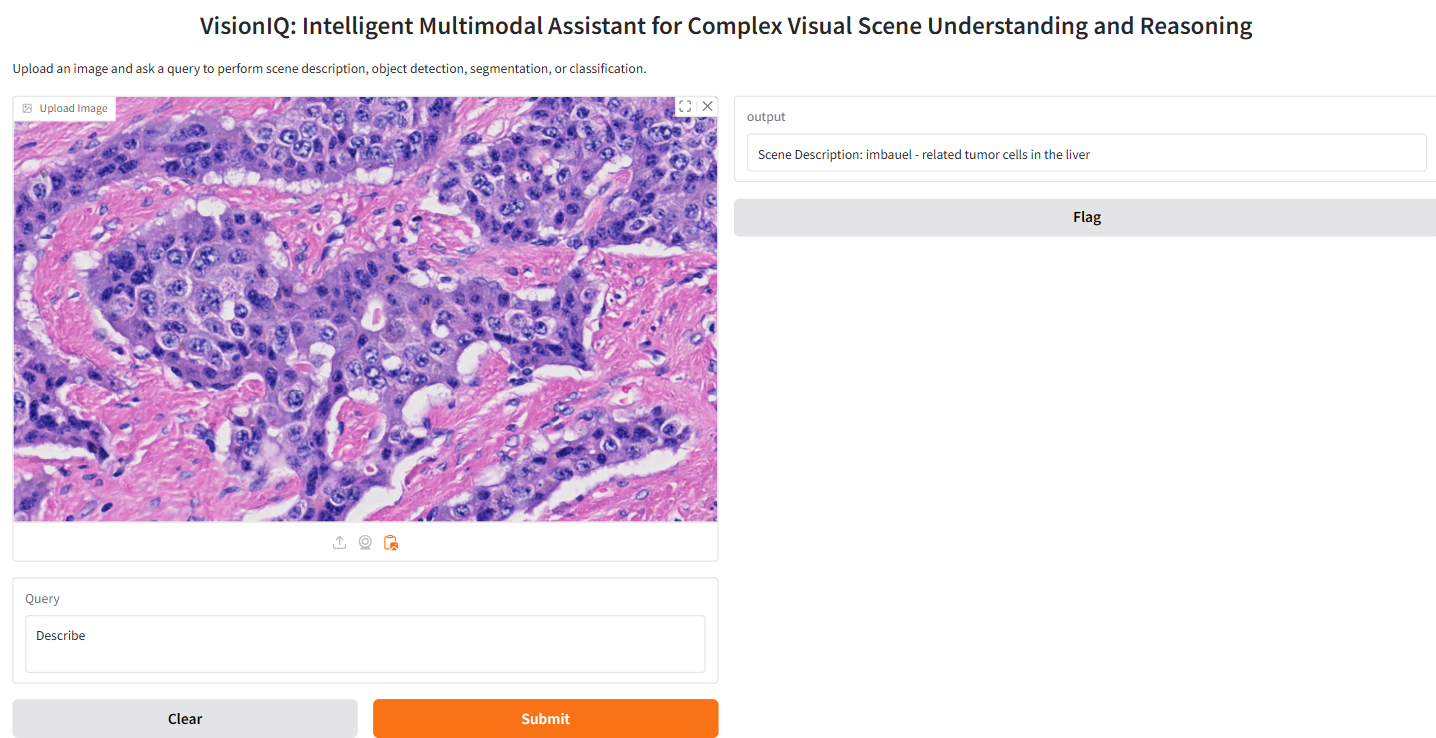 VisionIQ: Intelligent Multimodal Assistant for Complex Visual Scene Understanding and Reasoning
Upload an image and ask a query to perform scene description, object detection, segmentation, or classification.
Upload Image
output
Scene Description: imbauel - related tumor cells in the liver
Flag
Query
Describe
Clear
Submit